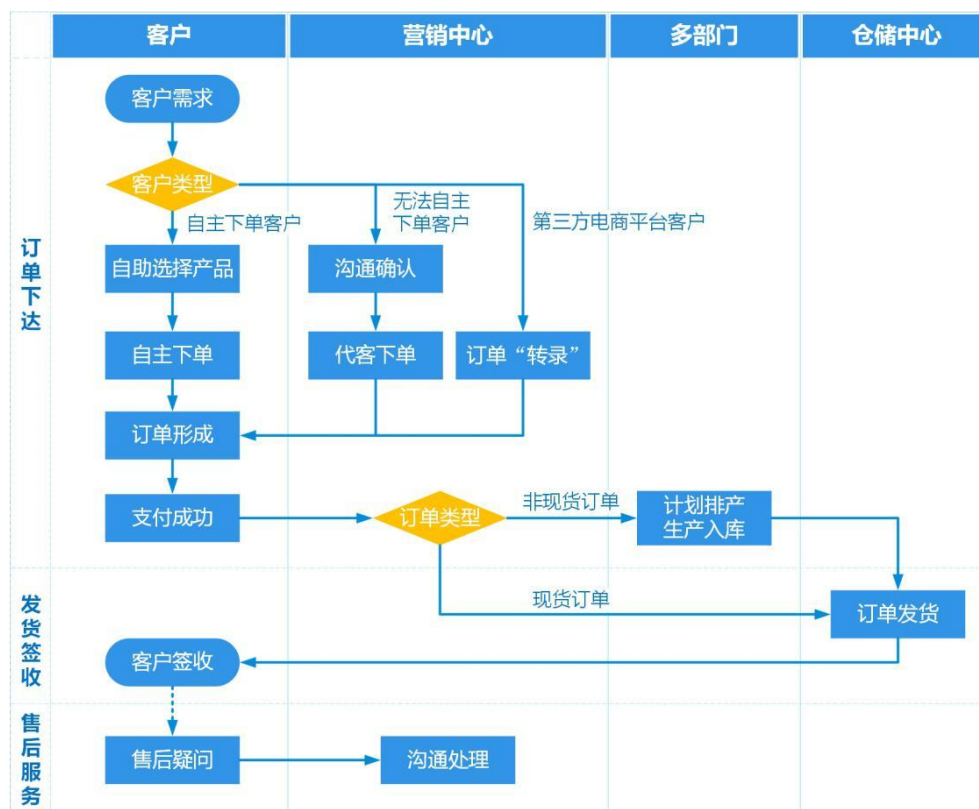 客户
营销中心
多部门
仓储中心
订单下达
客户需求
客户类型
自主下单客户
无法自主
下单客户
第三方电商平台客户
自助选择产品
沟通确认
自主下单
代客下单
订单“转录”
订单形成
支付成功
订单类型
非现货订单
计划排产
生产入库
发货签收
现货订单
订单发货
客户签收
售后服务
售后疑问
沟通处理